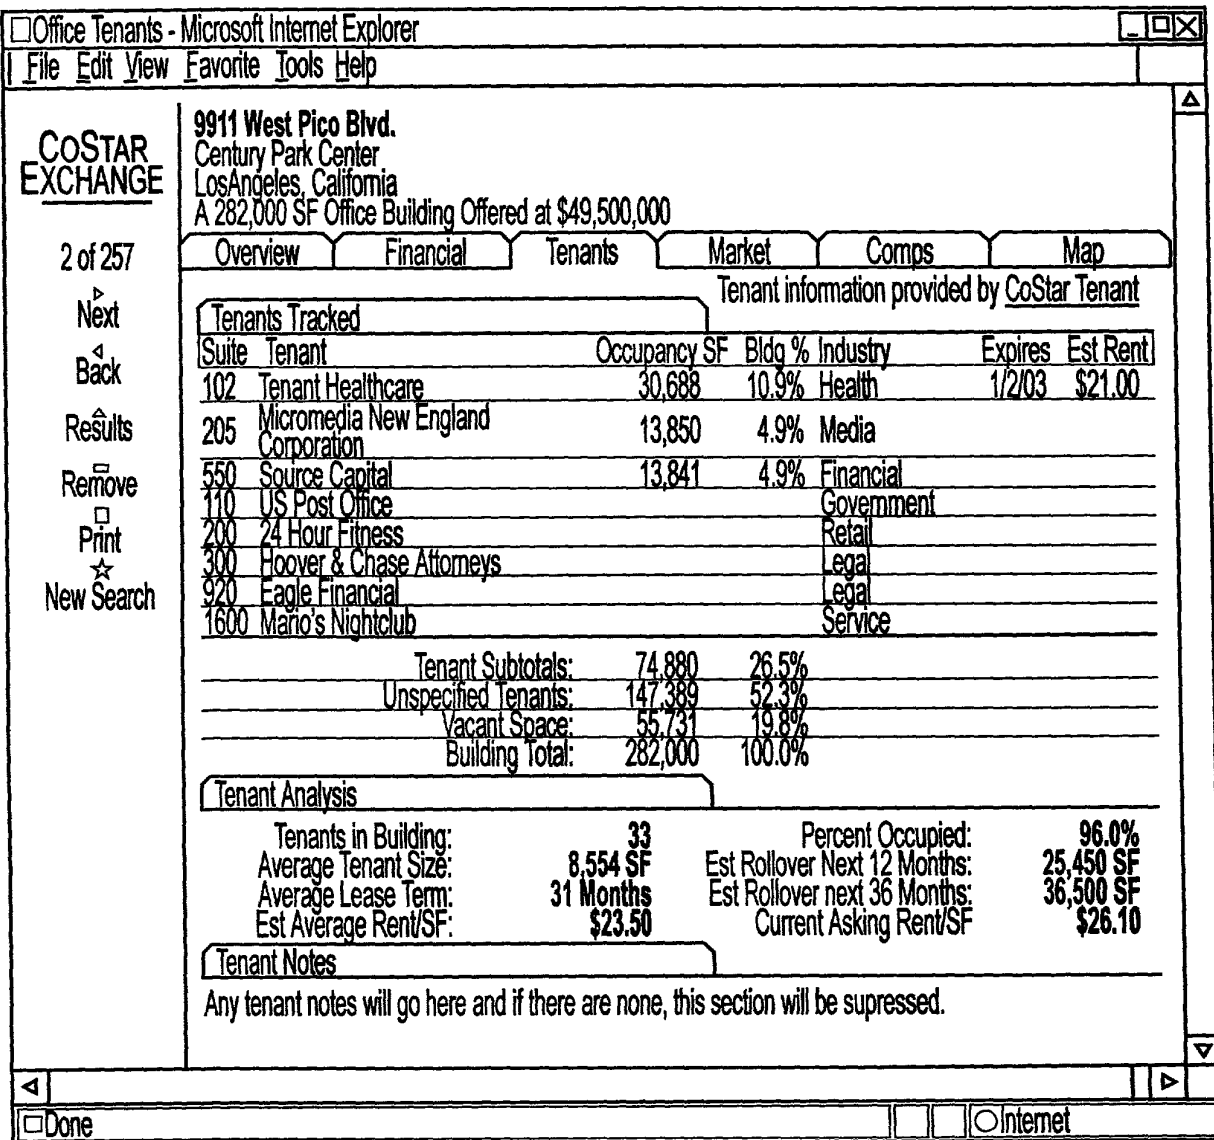 Office Tenants - Microsoft Internet Explorer
File Edit View Favorite Tools Help
COSTAR
EXCHANGE
2 of 257
Next
Back
Results
Remove
Print
New Search
9911 West Pico Blvd.
Century Park Center
LosAngeles, California
A 282,000 SF Office Building Offered at $49,500,000
Overview Financial Tenants Market Comps Map
Tenant information provided by CoStar Tenant
Tenants Tracked
Suite Tenant Occupancy SF Bldg % Industry Expires Est Rent
102 Tenant Healthcare 30,688 10.9% Health 1/2/03 $21.00
205 Micromedia New England Corporation 13,850 4.9% Media
550 Source Capital 13,841 4.9% Financial
110 US Post Office Government
200 24 Hour Fitness Retail
300 Hoover & Chase Attorneys Legal
920 Eagle Financial Legal
1600 Mario's Nightclub Service
Tenant Subtotals: 74,880 26.5%
Unspecified Tenants: 147,389 52.3%
Vacant Space: 55,731 19.8%
Building Total: 282,000 100.0%
Tenant Analysis
Tenants in Building: 33 Percent Occupied: 96.0%
Average Tenant Size: 8,554 SF Est Rollover Next 12 Months: 25,450 SF
Average Lease Term: 31 Months Est Rollover next 36 Months: 36,500 SF
Est Average Rent/SF: $23.50 Current Asking Rent/SF $26.10
Tenant Notes
Any tenant notes will go here and if there are none, this section will be supressed.
Done Internet